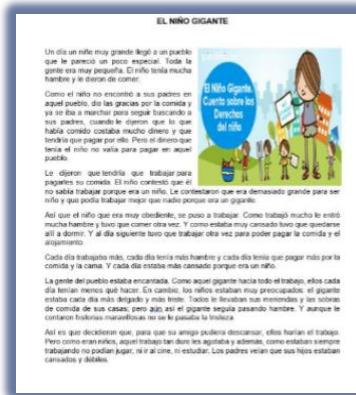 EL NIÑO GIGANTE
Un día un niño muy grande llegó a un pueblo
que le pareció un poco especial. Toda la
gente era muy pequeña. El niño tenía mucha
hambre y le dieron de comer.
El Niño Gigante.
Cuento sobre los
Derechos
del niño
Como el niño no encontró a sus padres en
aquel pueblo, dio las gracias por la comida y
ya se iba a marchar para seguir buscando a
sus padres, cuando le dijeron que lo que
había comido costaba mucho dinero y que
tendría que pagar por ello. Pero el dinero que
tenía el niño no valía para pagar en aquel
pueblo.
Le dijeron que tendría que trabajar para
pagarles su comida. El niño contestó que él
no sabía trabajar porque era un niño. Le contestaron que era demasiado grande para ser
niño y que podía trabajar mejor que nadie porque era un gigante.
Así que el niño que era muy obediente, se puso a trabajar. Como trabajó mucho le entró
mucha hambre y tuvo que comer otra vez. Y como estaba muy cansado tuvo que quedarse
allí a dormir. Y al día siguiente tuvo que trabajar otra vez para poder pagar la comida y el
alojamiento.
Cada día trabajaba más, cada día tenía más hambre y cada día tenía que pagar más por la
comida y la cama. Y cada día estaba más cansado porque era un niño.
La gente del pueblo estaba encantada. Como aquel gigante hacía todo el trabajo, ellos cada
día tenían menos qué hacer. En cambio, los niños estaban muy preocupados: el gigante
estaba cada día más delgado y más triste. Todos le llevaban sus meriendas y las sobras
de comida de sus casas; pero aún así el gigante seguía pasando hambre. Y aunque le
contaron historias maravillosas no se le pasaba la tristeza.
Así es que decidieron que, para que su amigo pudiera descansar, ellos harían el trabajo.
Pero como eran niños, aquel trabajo tan duro les agotaba y además, como estaban siempre
trabajando no podían jugar, ni ir al cine, ni estudiar. Los padres veían que sus hijos estaban
cansados y débiles.